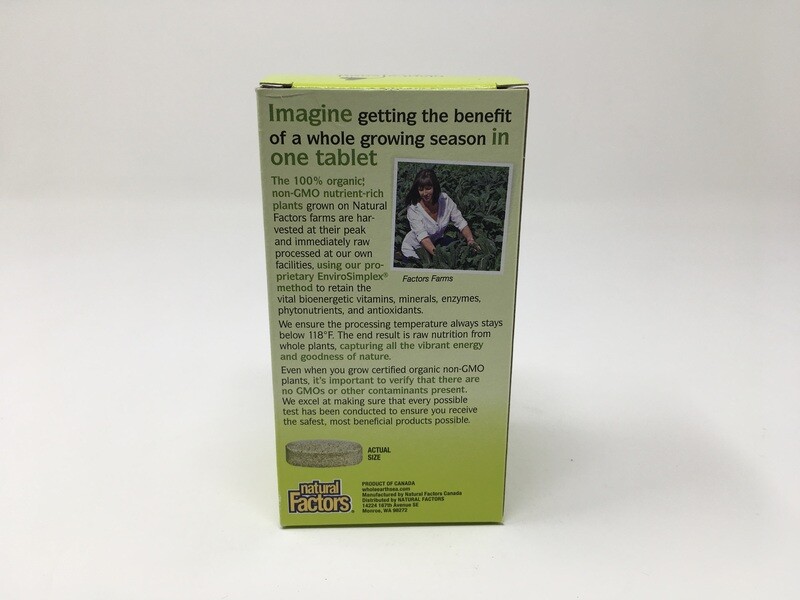 Imagine getting the benefit
of a whole growing season in
one tablet
The 100% organic,
non-GMO nutrient-rich
plants grown on Natural
Factors farms are har-
vested at their peak
and immediately raw
processed at our own
facilities, using our pro-
prietary EnviroSimplex®
method to retain the
vital bioenergetic vitamins, minerals, enzymes,
phytonutrients, and antioxidants.
Factors Farms
We ensure the processing temperature always stays
below 118°F. The end result is raw nutrition from
whole plants, capturing all the vibrant energy
and goodness of nature.
Even when you grow certified organic non-GMO
plants, it's important to verify that there are
no GMOs or other contaminants present.
We excel at making sure that every possible
test has been conducted to ensure you receive
the safest, most beneficial products possible.
ACTUAL
SIZE
natural
Factors®
PRODUCT OF CANADA
wholeearthsea.com
Manufactured by Natural Factors Canada
Distributed by NATURAL FACTORS
14224 167th Avenue SE
Monroe, WA 98272